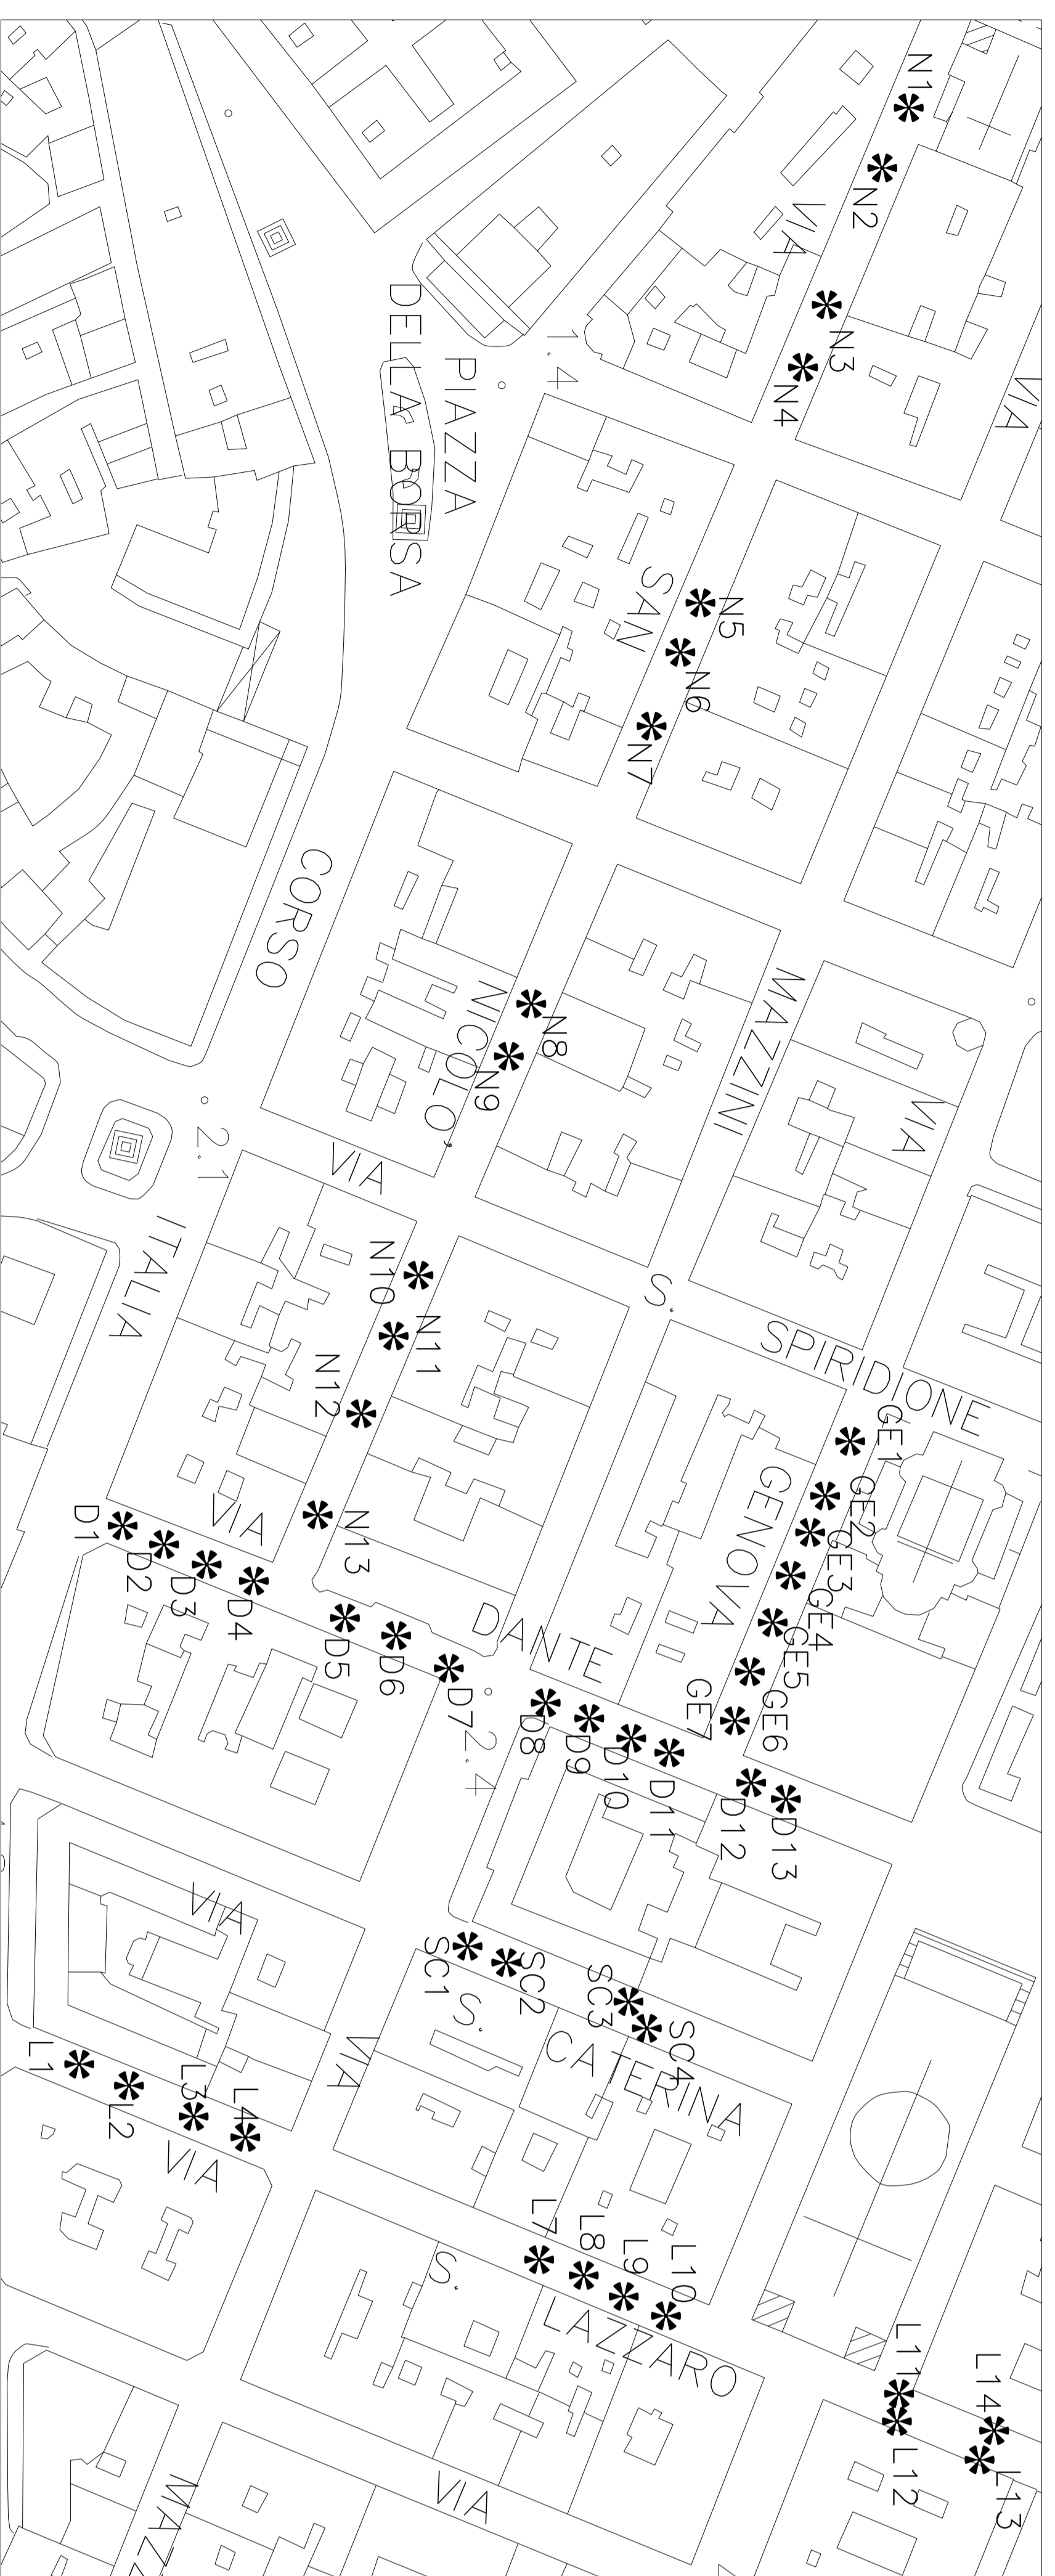 N1
N2
VIA
N3
1.4
VIA
N4
DELLA BORSA
PIAZZA
SAN
N5
N6
N7
CORSO
MAZZINI
NICOLO'
N8
N9
VIA
2.1
VIA
ITALIA
N10
S.
N11
SPIRIDIONE
N12
GE1
GENOVA
GE2
VIA
N13
D1
GE3
D2
D3
GE4
D4
DANTE
D5
GE5
D6
GE7
D7
GE6
D8
2.4
D9
D10
D11
D12
D13
VIA
SC1
SC2
SC3
S.
SC4
CATERINA
L1
VIA
L2
L3
L4
VIA
L7
L8
L9
L10
S.
LAZZARO
L11
L14
L12
L13
VIA
MAZZ